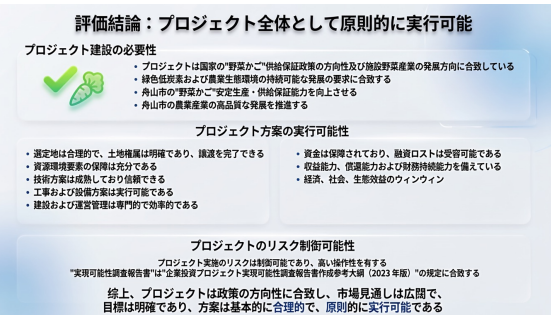 評価結論：プロジェクト全体として原則的に実行可能
プロジェクト建設の必要性
• プロジェクトは国家の"野菜かご"供給保証政策の方向性及び施設野菜産業の発展方向に合致している
• 緑色低炭素および農業生態環境の持続可能な発展の要求に合致する
• 舟山市の"野菜かご"安定生産・供給保証能力を向上させる
• 舟山市の農業産業の高品質な発展を推進する
プロジェクト方案の実行可能性
• 選定地は合理的で、土地権属は明確であり、譲渡を完了できる
• 資源環境要素の保障は充分である
• 技術方案は成熟しており信頼できる
• 工事および設備方案は実行可能である
• 建設および運営管理は専門的で効率的である
• 資金は保障されており、融資ロストは受容可能である
• 収益能力、償還能力および財務持続能力を備えている
• 経済、社会、生態効益のウィンウィン
プロジェクトのリスク制御可能性
プロジェクト実施のリスクは制御可能であり、高い操作性を有する
"実現可能性調査報告書"は"企業投資プロジェクト実現可能性調査報告書作成参考大綱（2023 年版）"の規定に合致する
综上、プロジェクトは政策の方向性に合致し、市場見通しは広闊で、
目標は明確であり、方案は基本的に合理的で、原則的に実行可能である